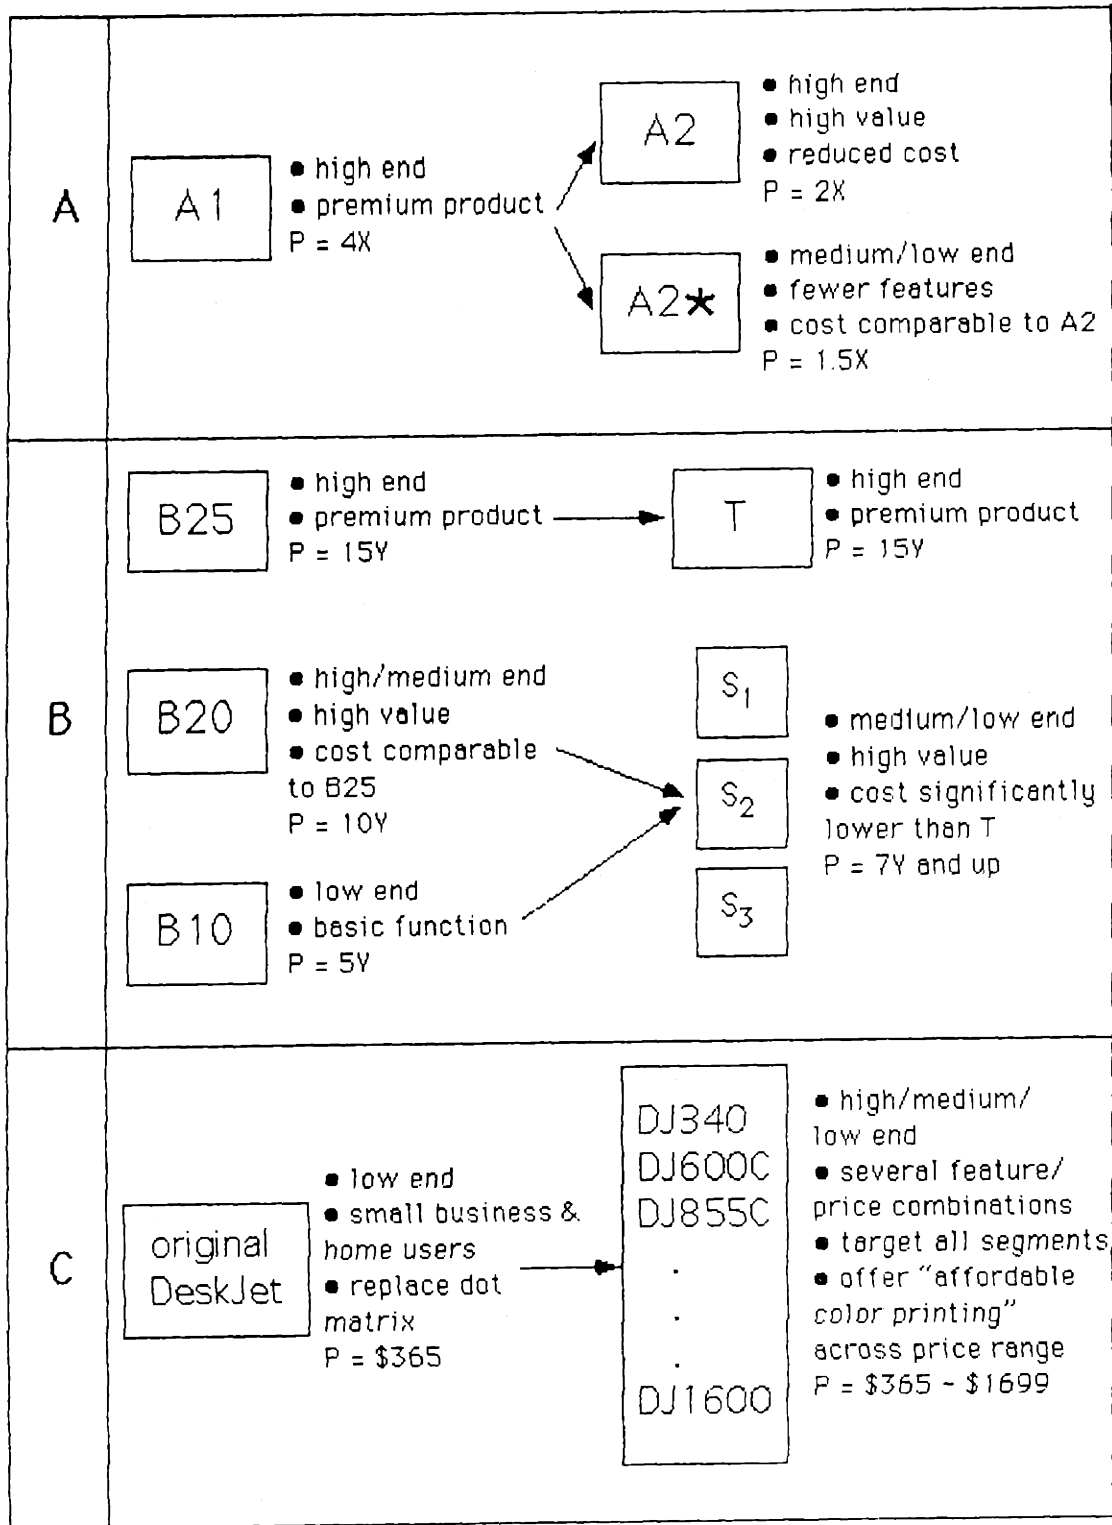 A
A1
• high end
• premium product
P = 4X
A2
• high end
• high value
• reduced cost
P = 2X
A2*
• medium/low end
• fewer features
• cost comparable to A2
P = 1.5X
B
B25
• high end
• premium product
P = 15Y
T
• high end
• premium product
P = 15Y
B20
• high/medium end
• high value
• cost comparable
to B25
P = 10Y
B10
• low end
• basic function
P = 5Y
S1
S2
S3
• medium/low end
• high value
• cost significantly
lower than T
P = 7Y and up
C
original
DeskJet
• low end
• small business &
home users
• replace dot
matrix
P = $365
DJ340
DJ600C
DJ855C
.
.
.
DJ1600
• high/medium/
low end
• several feature/
price combinations
• target all segments
• offer "affordable
color printing"
across price range
P = $365 - $1699